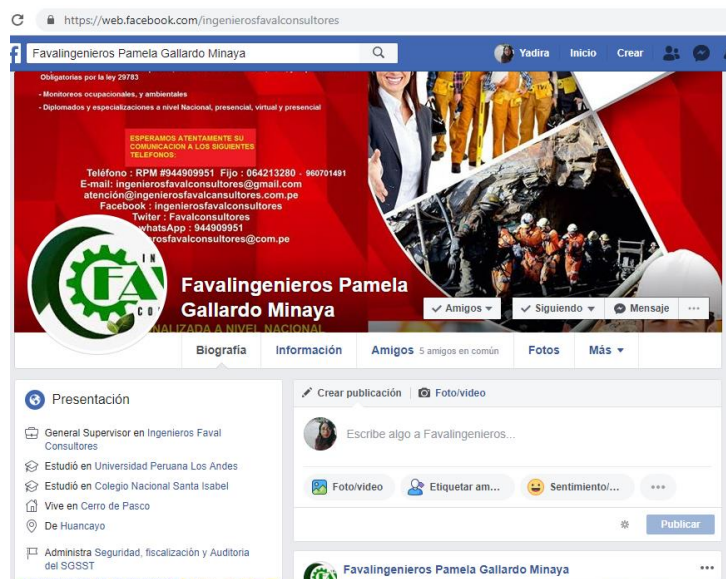 https://web.facebook.com/ingenierosfavalconsultores
Favalingenieros Pamela Gallardo Minaya
Yadira
Inicio
Crear
Obligatorias por la ley 29783
- Monitoreos ocupacionales, y ambientales
- Diplomados y especializaciones a nivel Nacional, presencial, virtual y presencial
ESPERAMOS ATENTAMENTE SU
COMUNICACION A LOS SIGUIENTES
TELEFONOS:
Teléfono : RPM #944909951 Fijo : 064213280 - 960701491
E-mail: ingenierosfavalconsultores@gmail.com
atención@ingenierosfavalcansultores.com.pe
Facebook : ingenierosfavalconsultores
Twiter : Favalconsultores
whatsApp : 944909951
rosfavalconsultores@com.pe
FAV
Favalingenieros Pamela
Gallardo Minaya
NALIZADA A NIVEL NACIONAL
Amigos
Siguiendo
Mensaje
Biografía
Información
Amigos 5 amigos en común
Fotos
Más
Presentación
General Supervisor en Ingenieros Faval
Consultores
Estudió en Universidad Peruana Los Andes
Estudió en Colegio Nacional Santa Isabel
Vive en Cerro de Pasco
De Huancayo
Administra Seguridad, fiscalización y Auditoria
del SGSST
Crear publicación
Foto/video
Escribe algo a Favalingenieros...
Foto/video
Etiquetar am...
Sentimiento/...
Publicar
Favalingenieros Pamela Gallardo Minaya